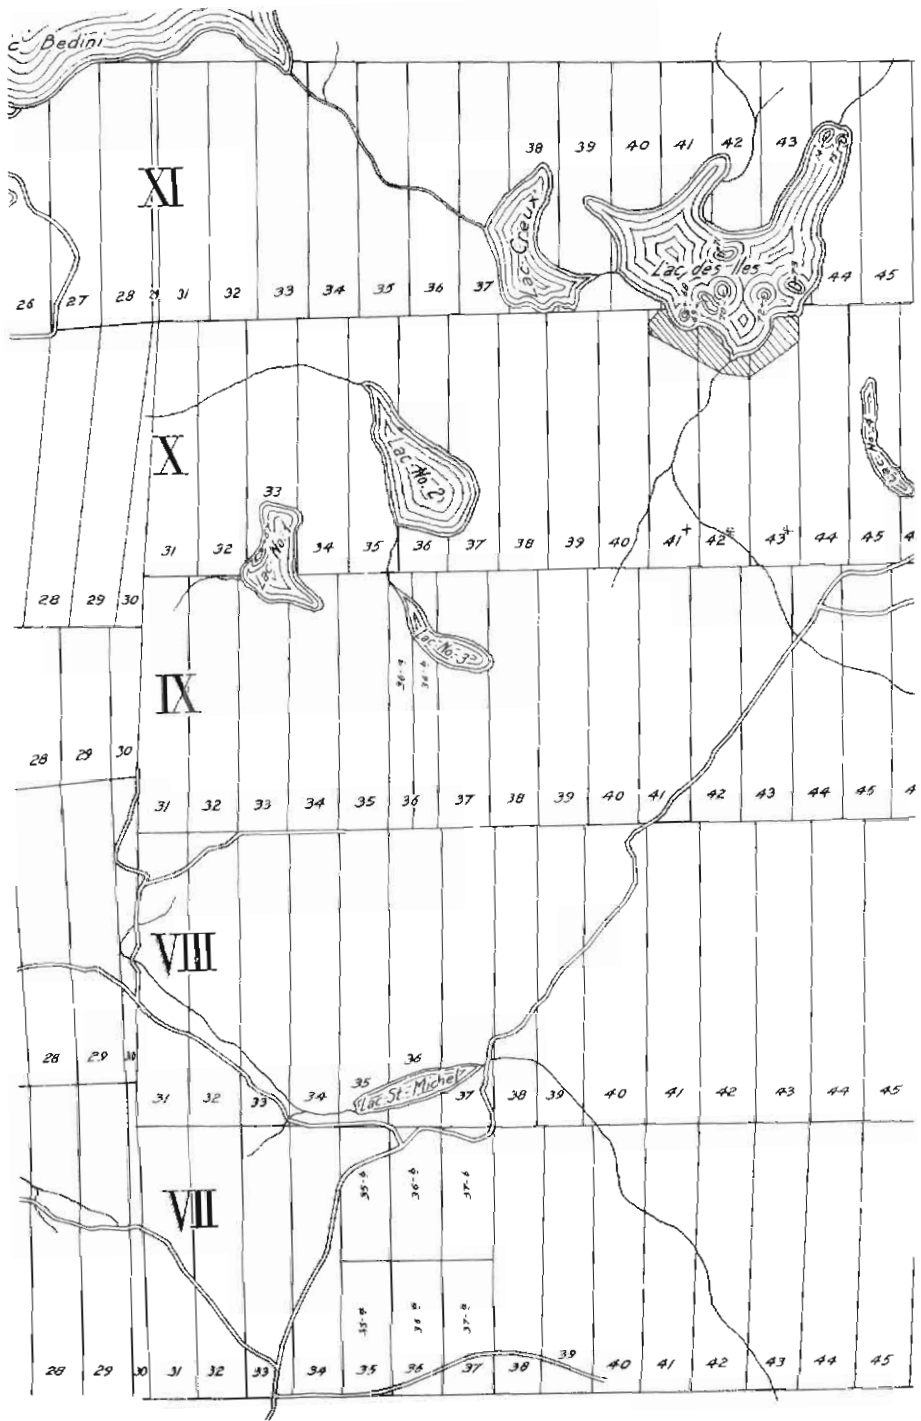 c Bedini
38 39 40 41 42 43
XI
Lac Creux
Lac des Iles
26 27 28 31 32 33 34 35 36 37 44 45
X
Lac-No-2
Lac No-4
33
Lac No-1
31 32 34 35 36 37 38 39 40 41+ 42* 43* 44 45 4
28 29 30
Lac-No-3
36-a 36-b
IX
28 29 30
31 32 33 34 35 36 37 38 39 40 41 42 43 44 45 4
VIII
28 29 30
35 36
Lac-St-Michel
31 32 33 34 37 38 39 40 41 42 43 44 45
35-b 36-b 37-b
VII
35-a 36-a 37-a
28 29 30 31 32 33 34 35 36 37 38 39 40 41 42 43 44 45